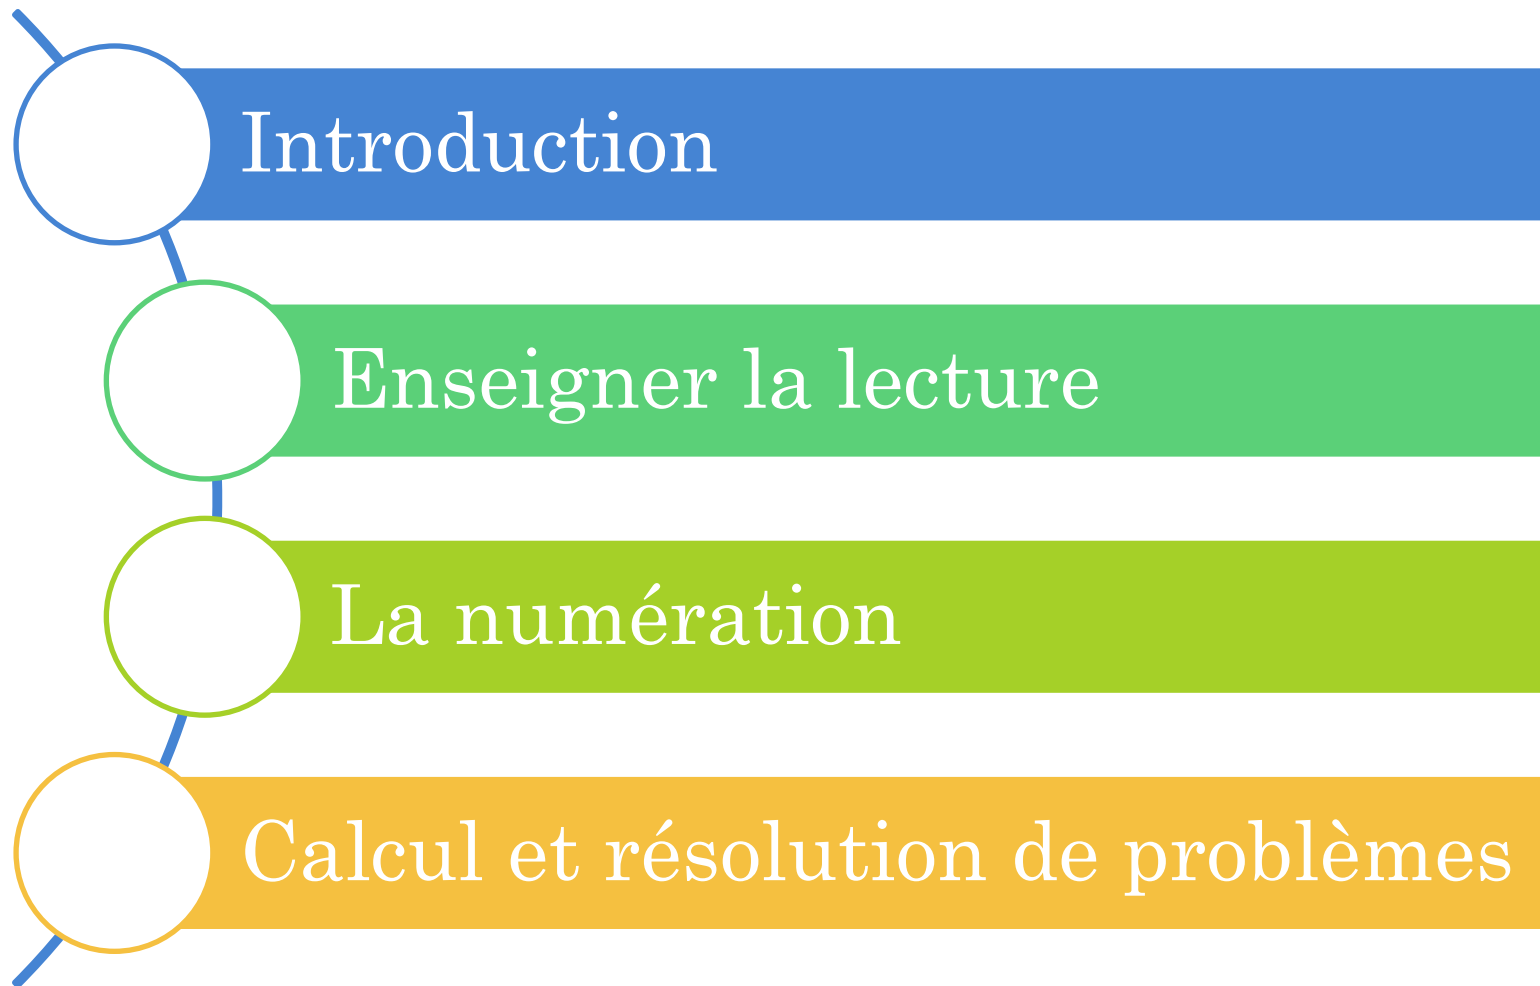 Introduction
Enseigner la lecture
La numération
Calcul et résolution de problèmes